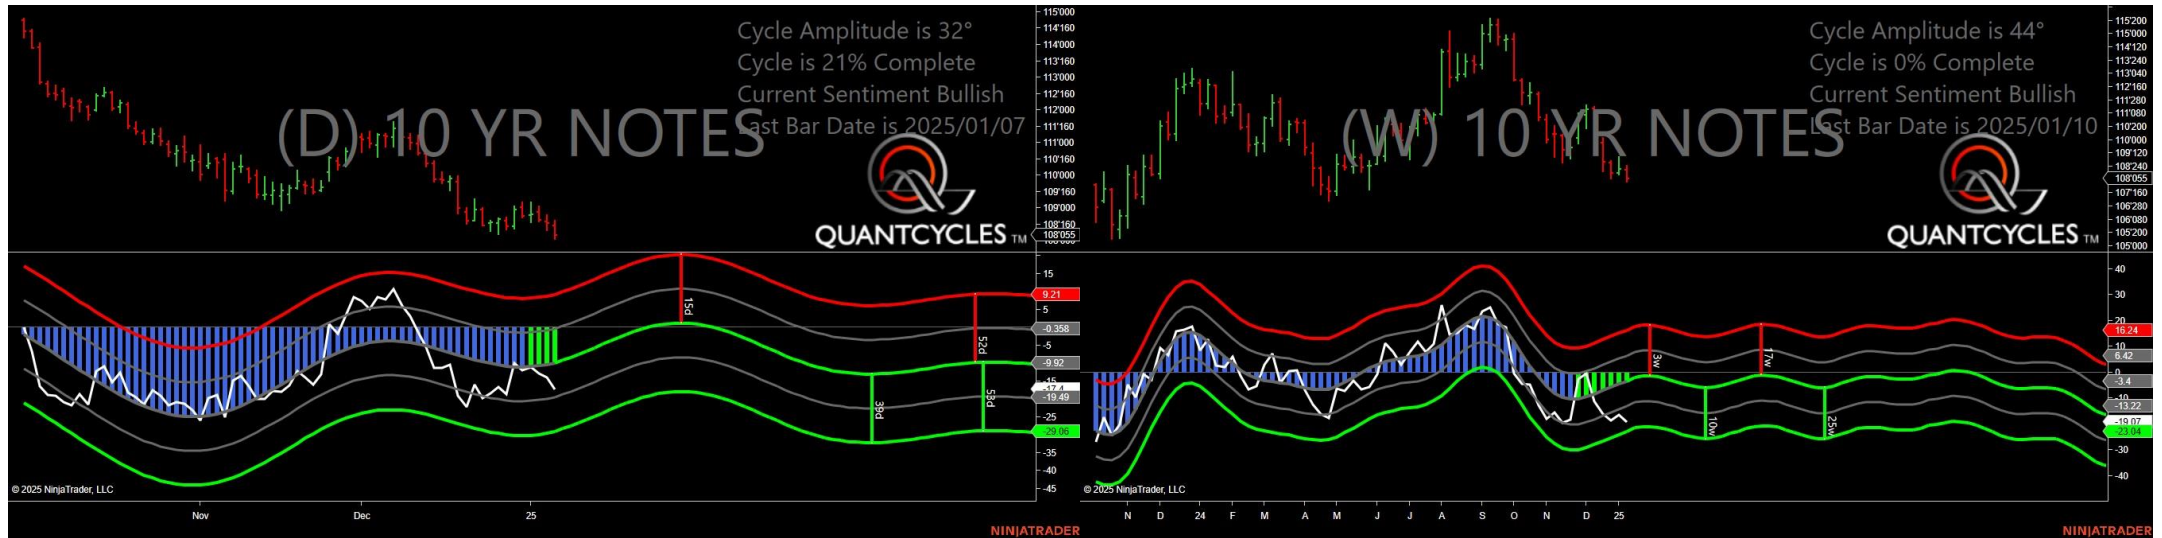 Cycle Amplitude is 32°
Cycle is 21% Complete
Current Sentiment Bullish
Last Bar Date is 2025/01/07
(D) 10 YR NOTES
QUANTCYCLES TM
115'000
114'160
114'000
113'160
113'000
112'160
112'000
111'160
111'000
110'160
110'000
109'160
109'000
108'160
108'055
15
9.21
5
-0.358
-5
-9.92
-15
-17.4
-19.49
-25
-29.06
-35
-40
-45
15d
39d
52d
53d
© 2025 NinjaTrader, LLC
Nov
Dec
25
NINJATRADER
Cycle Amplitude is 44°
Cycle is 0% Complete
Current Sentiment Bullish
Last Bar Date is 2025/01/10
(W) 10 YR NOTES
QUANTCYCLES TM
115'200
115'000
114'120
113'240
113'040
112'160
111'280
111'080
110'200
110'000
109'120
108'240
108'055
107'160
106'280
106'080
105'200
105'000
40
30
20
16.24
10
6.42
0
-3.4
-10
-13.22
-19.07
-23.04
-30
-40
3w
10w
17w
25w
© 2025 NinjaTrader, LLC
N D 24 F M A M J J A S O N D 25
NINJATRADER